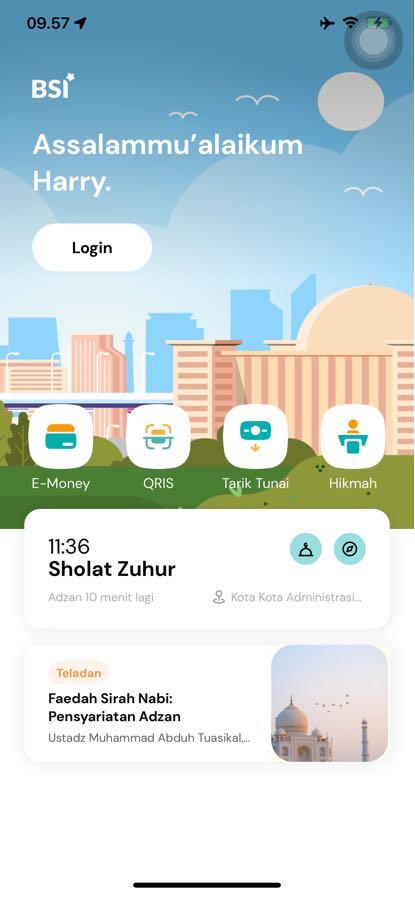 09.57
BSI
Assalammu’alaikum
Harry.
Login
E-Money
QRIS
Tarik Tunai
Hikmah
11:36
Sholat Zuhur
Adzan 10 menit lagi
Kota Kota Administrasi...
Teladan
Faedah Sirah Nabi:
Pensyariatan Adzan
Ustadz Muhammad Abduh Tuasikal,...